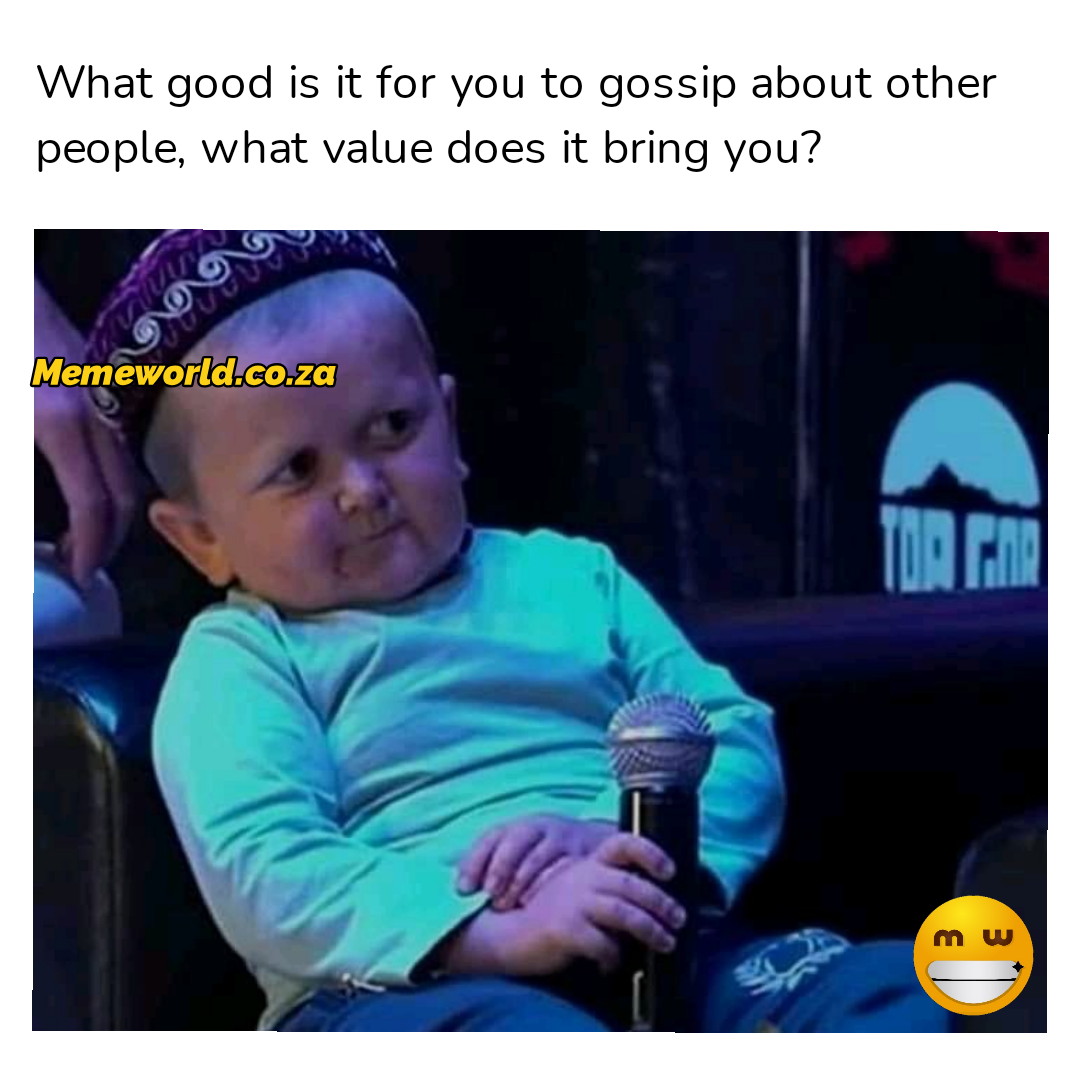 What good is it for you to gossip about other
people, what value does it bring you?
Memeworld.co.za
TOP
m w